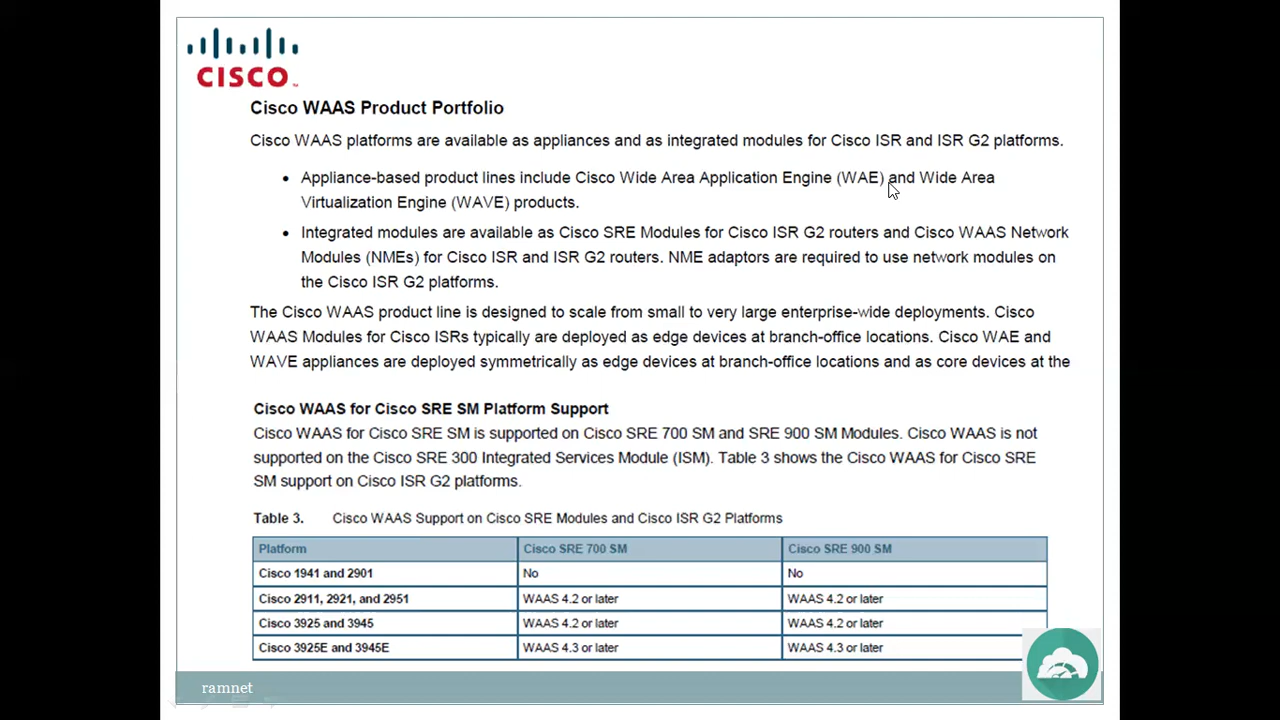 CISCO
Cisco WAAS Product Portfolio
Cisco WAAS platforms are available as appliances and as integrated modules for Cisco ISR and ISR G2 platforms.
• Appliance-based product lines include Cisco Wide Area Application Engine (WAE) and Wide Area
Virtualization Engine (WAVE) products.
• Integrated modules are available as Cisco SRE Modules for Cisco ISR G2 routers and Cisco WAAS Network
Modules (NMEs) for Cisco ISR and ISR G2 routers. NME adaptors are required to use network modules on
the Cisco ISR G2 platforms.
The Cisco WAAS product line is designed to scale from small to very large enterprise-wide deployments. Cisco
WAAS Modules for Cisco ISRs typically are deployed as edge devices at branch-office locations. Cisco WAE and
WAVE appliances are deployed symmetrically as edge devices at branch-office locations and as core devices at the
Cisco WAAS for Cisco SRE SM Platform Support
Cisco WAAS for Cisco SRE SM is supported on Cisco SRE 700 SM and SRE 900 SM Modules. Cisco WAAS is not
supported on the Cisco SRE 300 Integrated Services Module (ISM). Table 3 shows the Cisco WAAS for Cisco SRE
SM support on Cisco ISR G2 platforms.
Table 3. Cisco WAAS Support on Cisco SRE Modules and Cisco ISR G2 Platforms
Platform Cisco SRE 700 SM Cisco SRE 900 SM
Cisco 1941 and 2901 No No
Cisco 2911, 2921, and 2951 WAAS 4.2 or later WAAS 4.2 or later
Cisco 3925 and 3945 WAAS 4.2 or later WAAS 4.2 or later
Cisco 3925E and 3945E WAAS 4.3 or later WAAS 4.3 or later
ramnet